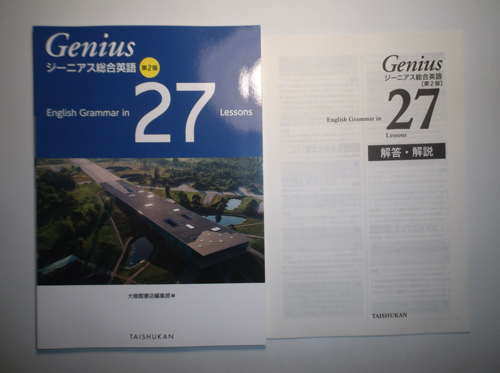 Genius
ジーニアス総合英語 第2版
English Grammar in 27 Lessons
大修館書店編集部 編
TAISHUKAN
Genius
ジーニアス総合英語
[第2版]
English Grammar in 27
Lessons
解答・解説
TAISHUKAN